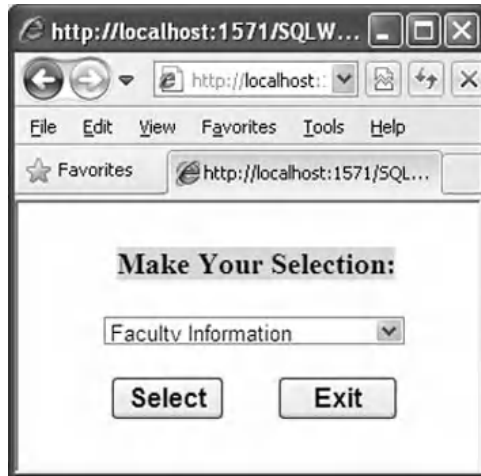 http://localhost:1571/SQLW...
http://localhost:
File Edit View Favorites Tools Help
Favorites
http://localhost:1571/SQL...
Make Your Selection:
Faculty Information
Select
Exit